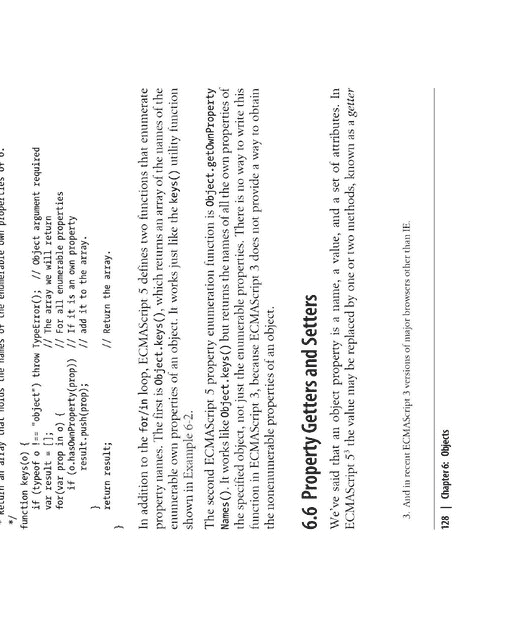 * Return an array that holds the names of the enumerable own properties of o.
*/
function keys(o) {
if (typeof o !== "object") throw TypeError(); // Object argument required
var result = []; // The array we will return
for(var prop in o) { // For all enumerable properties
if (o.hasOwnProperty(prop)) // If it is an own property
result.push(prop); // add it to the array.
}
return result; // Return the array.
}
In addition to the for/in loop, ECMAScript 5 defines two functions that enumerate
property names. The first is Object.keys(), which returns an array of the names of the
enumerable own properties of an object. It works just like the keys() utility function
shown in Example 6-2.
The second ECMAScript 5 property enumeration function is Object.getOwnProperty
Names(). It works like Object.keys() but returns the names of all the own properties of
the specified object, not just the enumerable properties. There is no way to write this
function in ECMAScript 3, because ECMAScript 3 does not provide a way to obtain
the nonenumerable properties of an object.
6.6 Property Getters and Setters
We've said that an object property is a name, a value, and a set of attributes. In
ECMAScript 5³ the value may be replaced by one or two methods, known as a getter
3. And in recent ECMAScript 3 versions of major browsers other than IE.
128 | Chapter 6: Objects